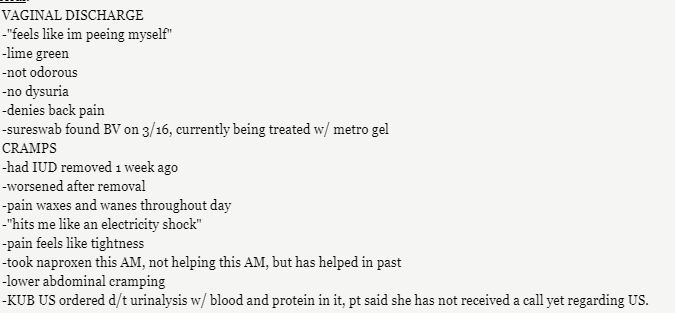 VAGINAL DISCHARGE
-"feels like im peeing myself"
-lime green
-not odorous
-no dysuria
-denies back pain
-sureswab found BV on 3/16, currently being treated w/ metro gel
CRAMPS
-had IUD removed 1 week ago
-worsened after removal
-pain waxes and wanes throughout day
-"hits me like an electricity shock"
-pain feels like tightness
-took naproxen this AM, not helping this AM, but has helped in past
-lower abdominal cramping
-KUB US ordered d/t urinalysis w/ blood and protein in it, pt said she has not received a call yet regarding US.